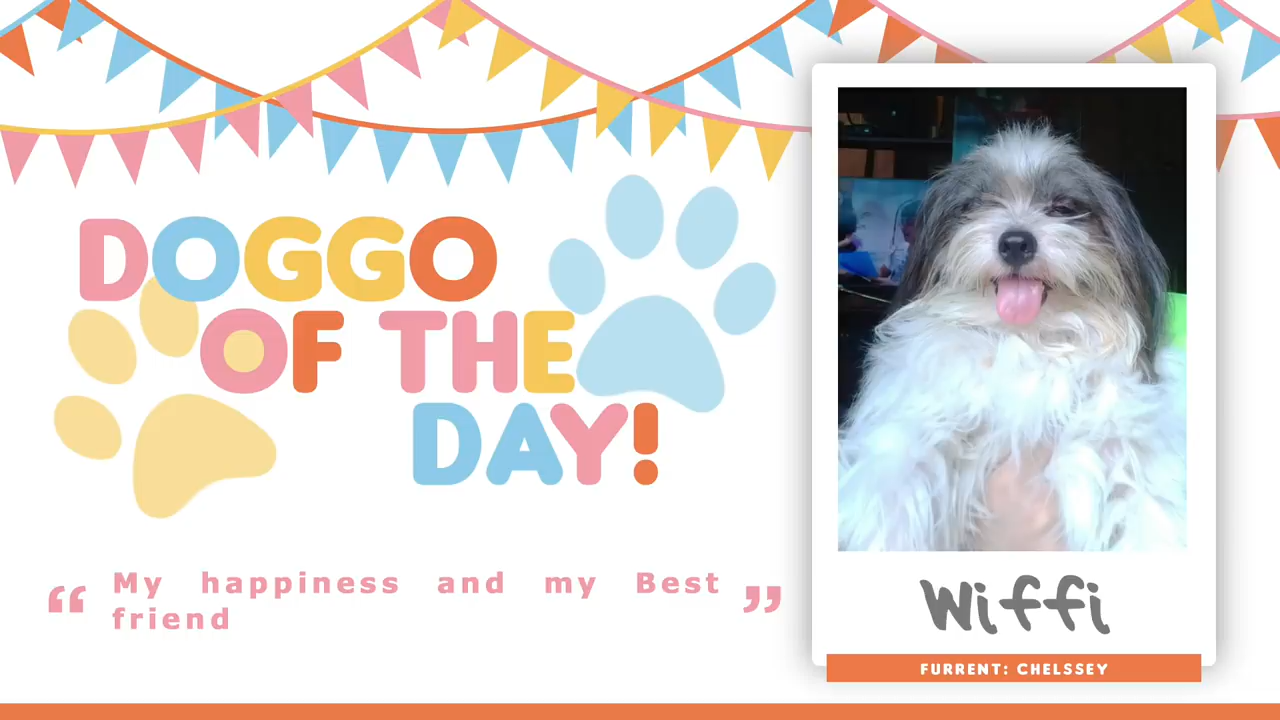 DOGGO
OF THE
DAY!
“ My happiness and my Best ”
friend
Wiffi
FURRENT: CHELSSEY